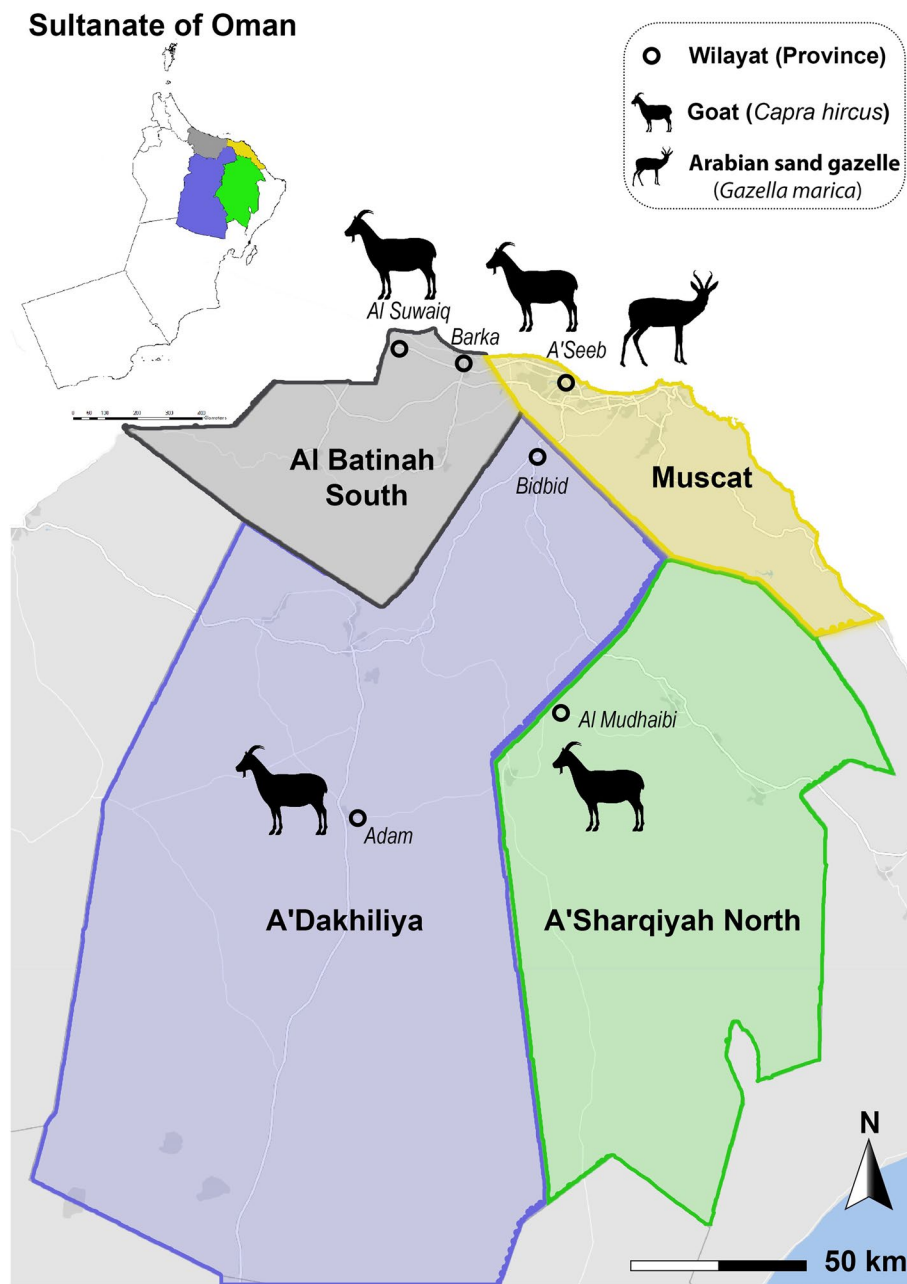 Sultanate of Oman
Wilayat (Province)
Goat (Capra hircus)
Arabian sand gazelle
(Gazella marica)
Al Suwaiq
Barka
A'Seeb
Al Batinah
South
Bidbid
Muscat
Al Mudhaibi
Adam
A'Dakhiliya
A'Sharqiyah North
N
50 km